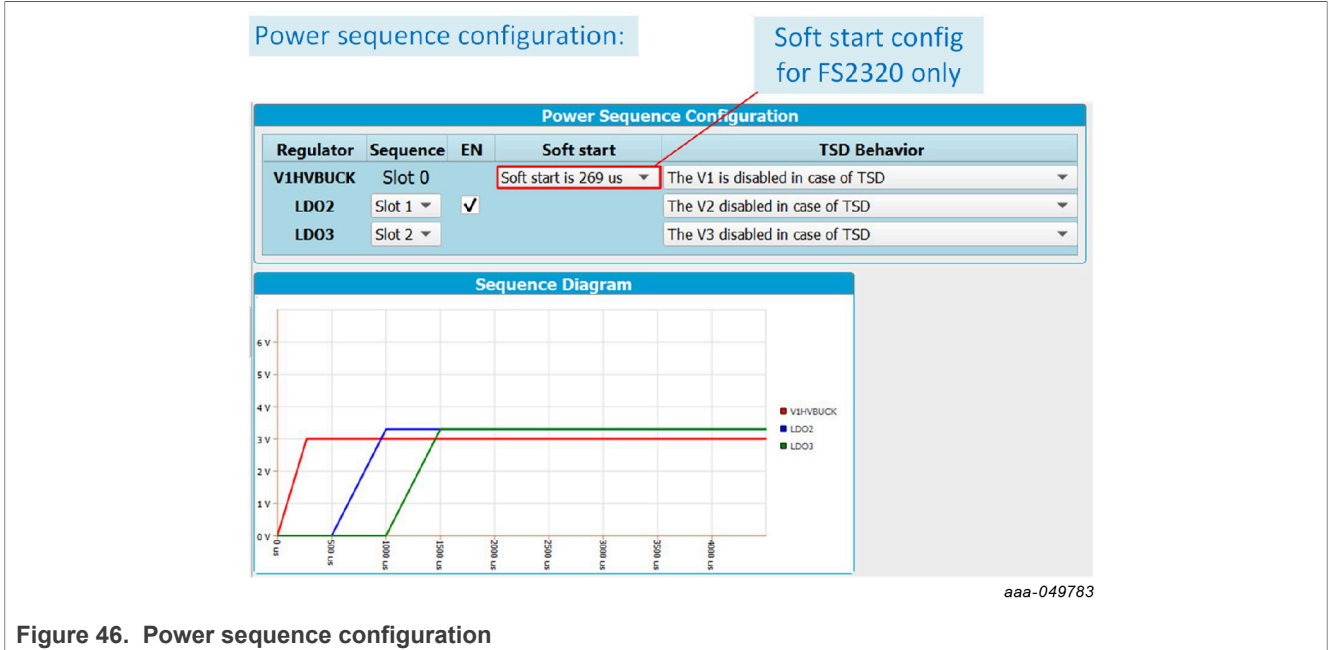 Power sequence configuration:
Soft start config
for FS2320 only
Power Sequence Configuration
Regulator Sequence EN Soft start TSD Behavior
V1HVBUCK Slot 0 Soft start is 269 us The V1 is disabled in case of TSD
LDO2 Slot 1 The V2 disabled in case of TSD
LDO3 Slot 2 The V3 disabled in case of TSD
Sequence Diagram
6 V
5 V
4 V
3 V
2 V
1 V
0 V
V1HVBUCK
LDO2
LDO3
0 us 500 us 1000 us 1500 us 2000 us 2500 us 3000 us 3500 us 4000 us
aaa-049783
Figure 46. Power sequence configuration